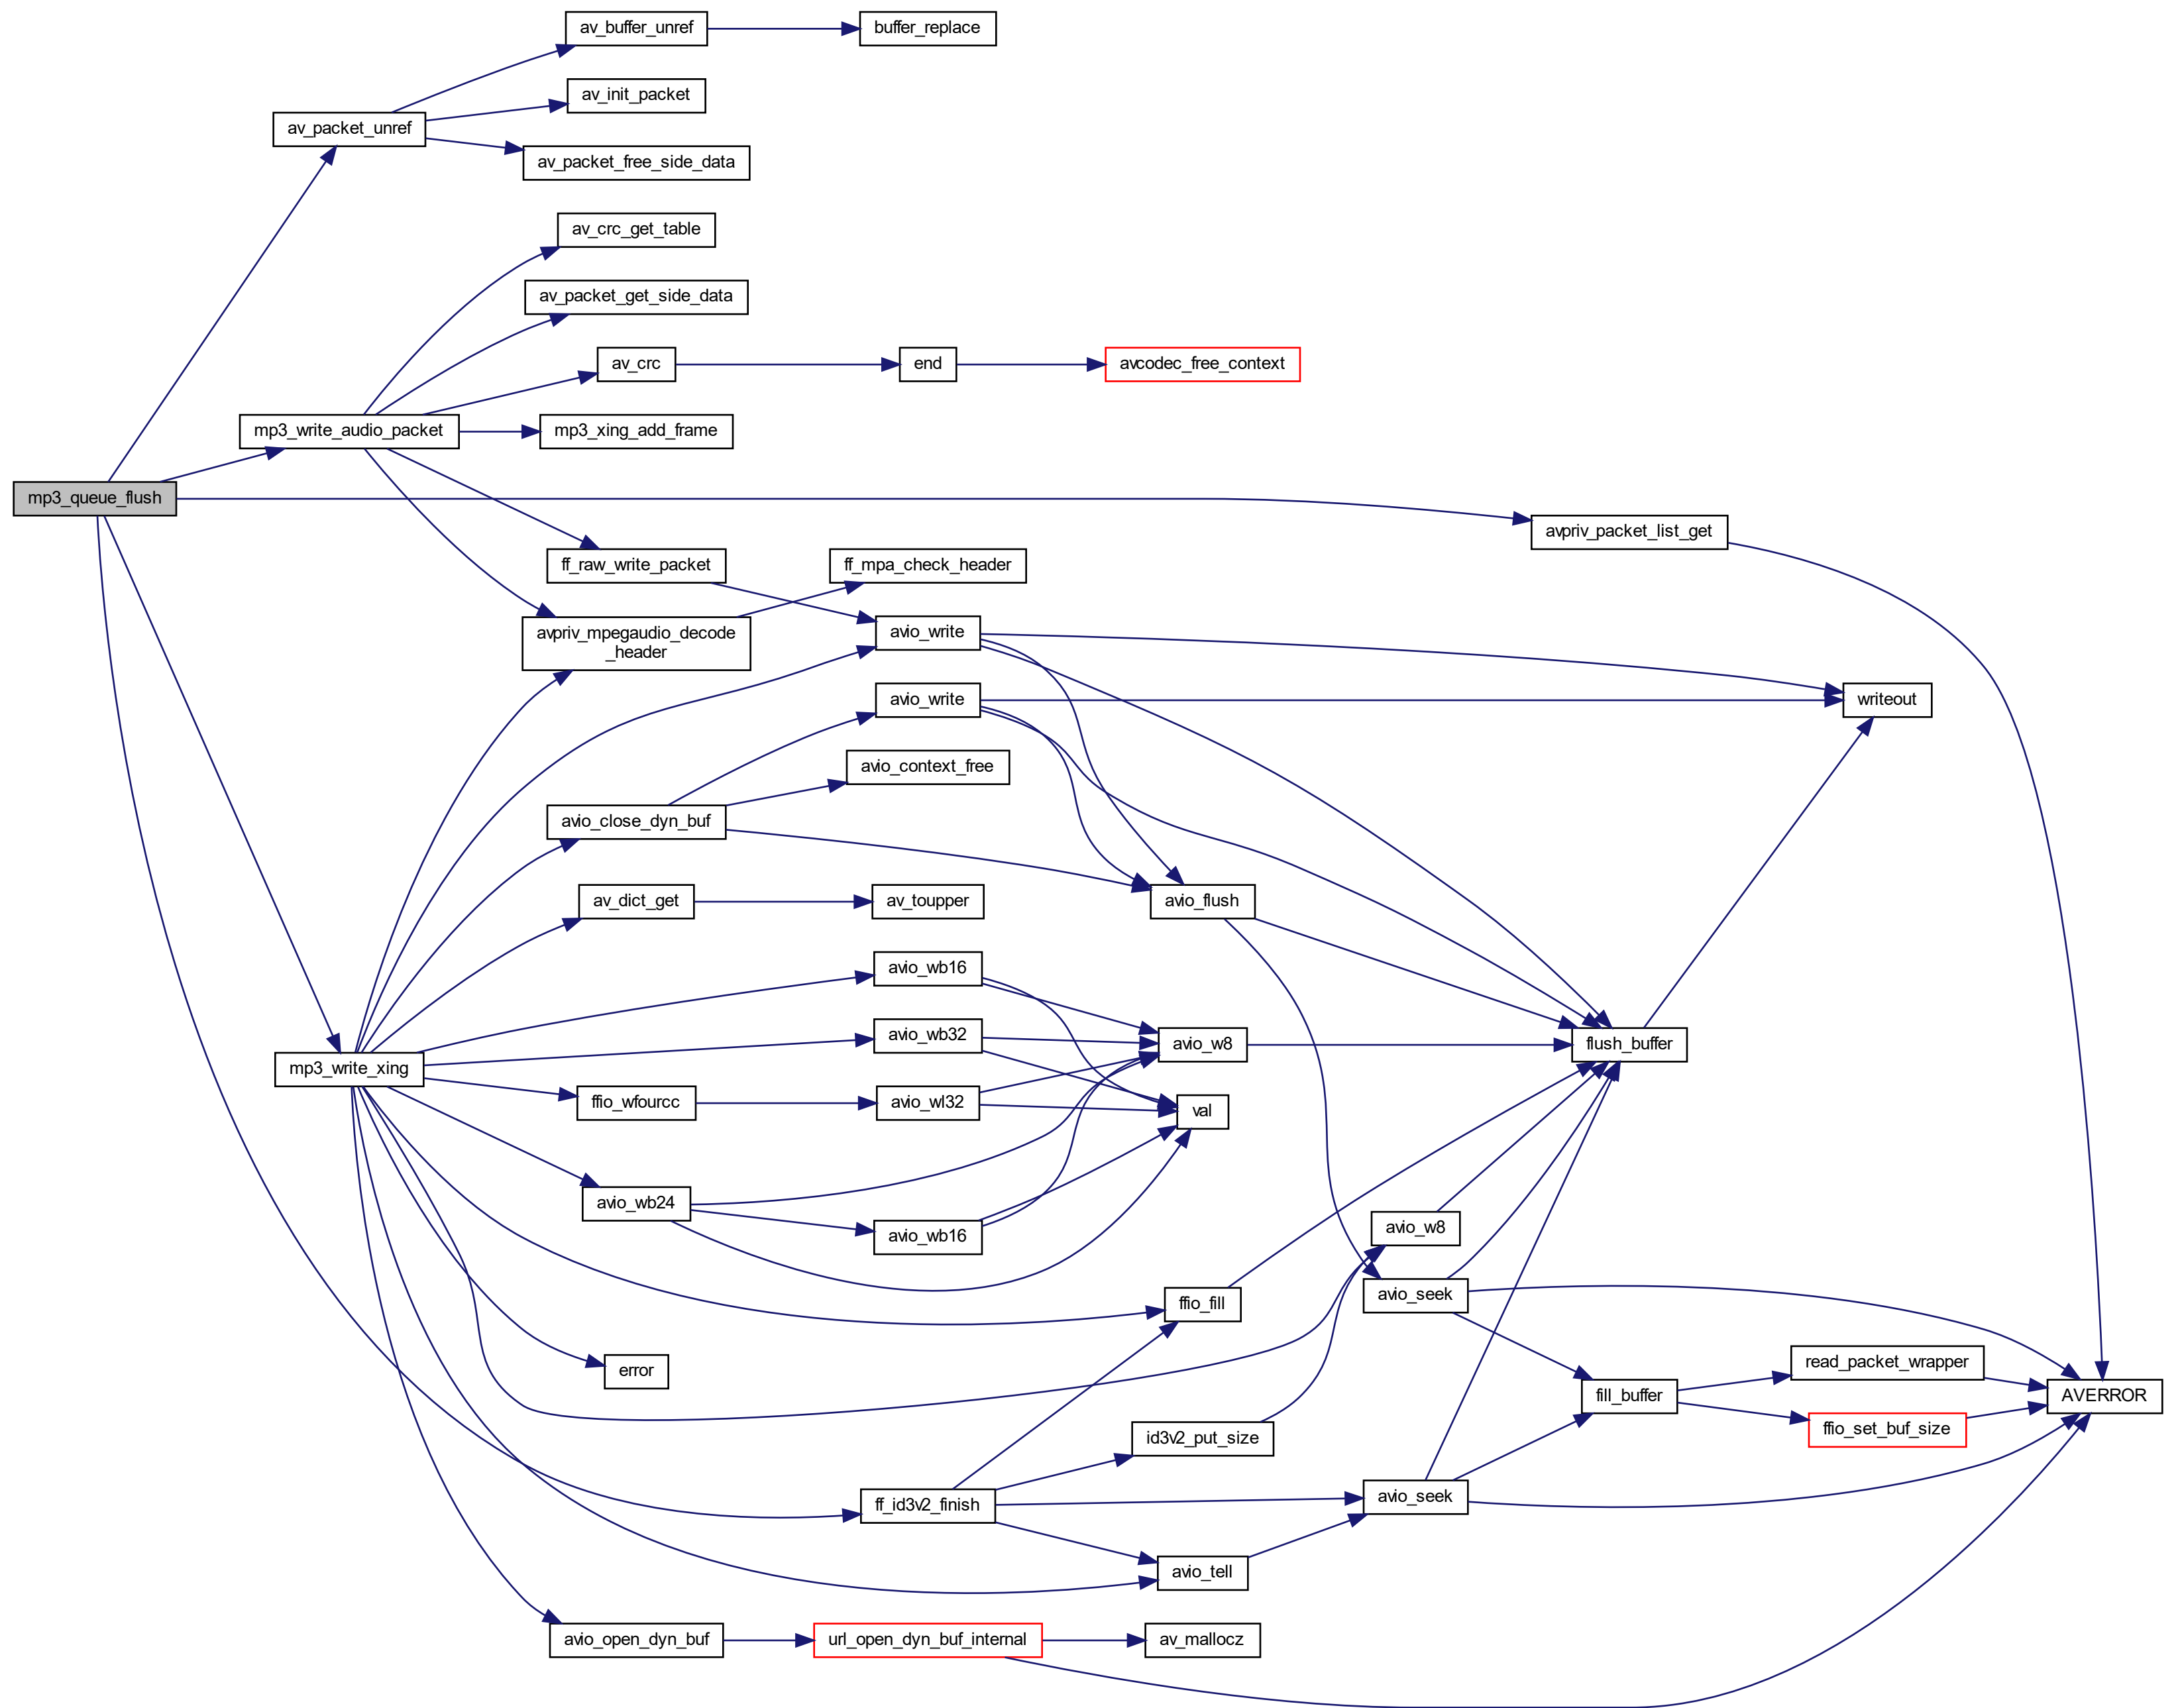 av_buffer_unref
buffer_replace
av_init_packet
av_packet_unref
av_packet_free_side_data
av_crc_get_table
av_packet_get_side_data
av_crc
end
avcodec_free_context
mp3_write_audio_packet
mp3_xing_add_frame
mp3_queue_flush
avpriv_packet_list_get
ff_raw_write_packet
ff_mpa_check_header
avpriv_mpegaudio_decode
_header
avio_write
avio_write
writeout
avio_context_free
avio_close_dyn_buf
av_dict_get
av_toupper
avio_flush
avio_wb16
avio_wb32
avio_w8
flush_buffer
mp3_write_xing
ffio_wfourcc
avio_wl32
val
avio_wb24
avio_wb16
avio_w8
avio_seek
ffio_fill
error
read_packet_wrapper
fill_buffer
AVERROR
ffio_set_buf_size
id3v2_put_size
ff_id3v2_finish
avio_seek
avio_tell
avio_open_dyn_buf
url_open_dyn_buf_internal
av_mallocz